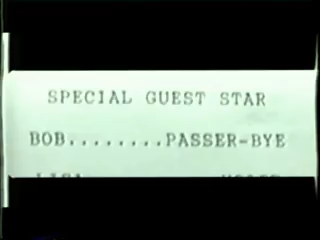 SPECIAL GUEST STAR
BOB........PASSER-BYE